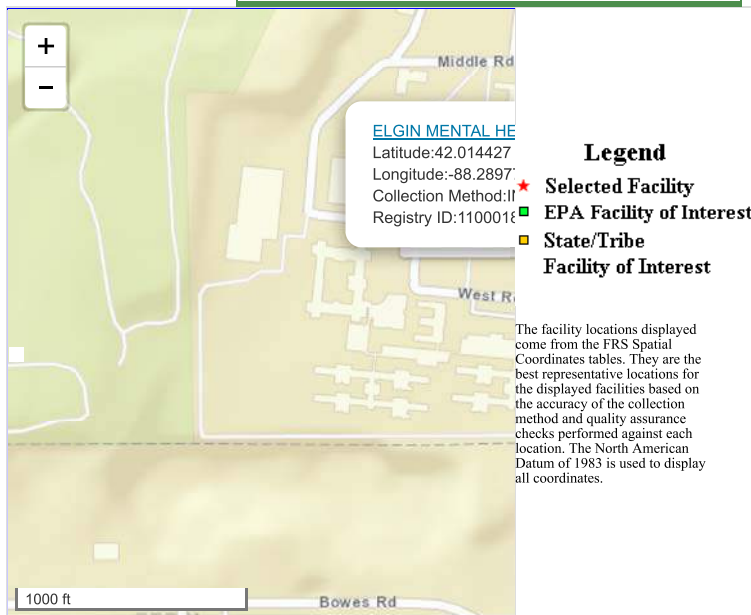 +
−
Middle Rd
ELGIN MENTAL HE
Latitude:42.014427
Longitude:-88.2897
Collection Method:I
Registry ID:1100018
West R
Bowes Rd
1000 ft
Legend
Selected Facility
EPA Facility of Interest
State/Tribe
Facility of Interest
The facility locations displayed
come from the FRS Spatial
Coordinates tables. They are the
best representative locations for
the displayed facilities based on
the accuracy of the collection
method and quality assurance
checks performed against each
location. The North American
Datum of 1983 is used to display
all coordinates.